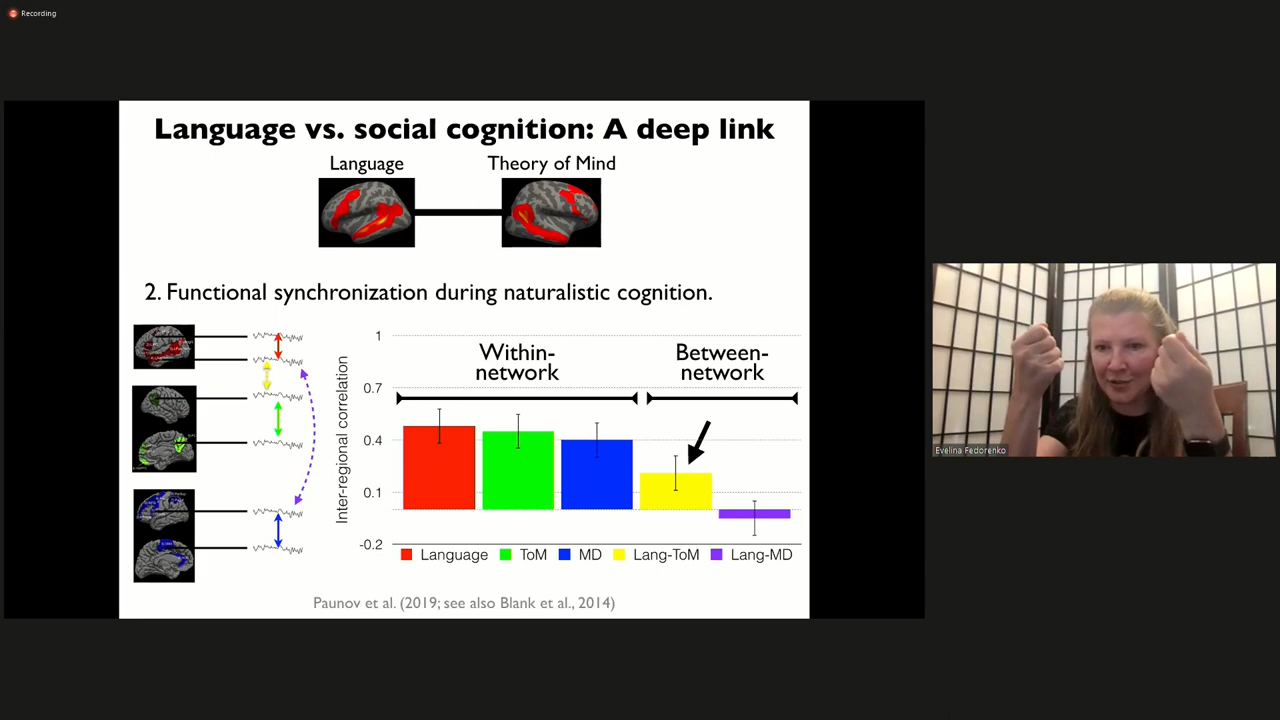 Recording
Language vs. social cognition: A deep link
Language
Theory of Mind
2. Functional synchronization during naturalistic cognition.
Inter-regional correlation
1
0.7
0.4
0.1
-0.2
Within-
network
Between-
network
Language
ToM
MD
Lang-ToM
Lang-MD
Paunov et al. (2019; see also Blank et al., 2014)
Evelina Fedorenko